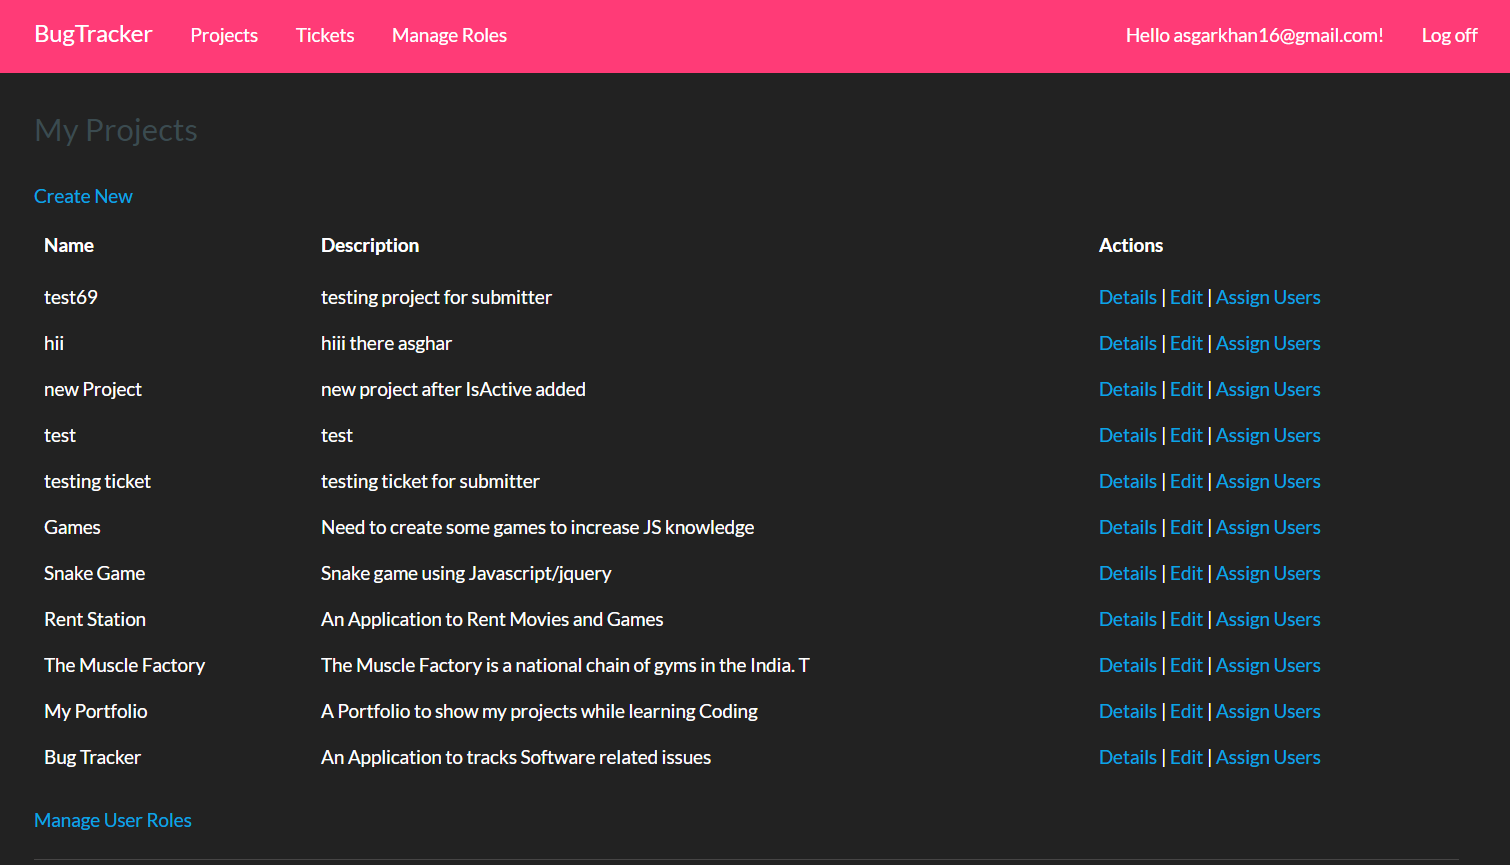 BugTracker Projects Tickets Manage Roles Hello asgarkhan16@gmail.com! Log off
My Projects
Create New
Name Description Actions
test69 testing project for submitter Details | Edit | Assign Users
hii hiii there asghar Details | Edit | Assign Users
new Project new project after IsActive added Details | Edit | Assign Users
test test Details | Edit | Assign Users
testing ticket testing ticket for submitter Details | Edit | Assign Users
Games Need to create some games to increase JS knowledge Details | Edit | Assign Users
Snake Game Snake game using Javascript/jquery Details | Edit | Assign Users
Rent Station An Application to Rent Movies and Games Details | Edit | Assign Users
The Muscle Factory The Muscle Factory is a national chain of gyms in the India. T Details | Edit | Assign Users
My Portfolio A Portfolio to show my projects while learning Coding Details | Edit | Assign Users
Bug Tracker An Application to tracks Software related issues Details | Edit | Assign Users
Manage User Roles